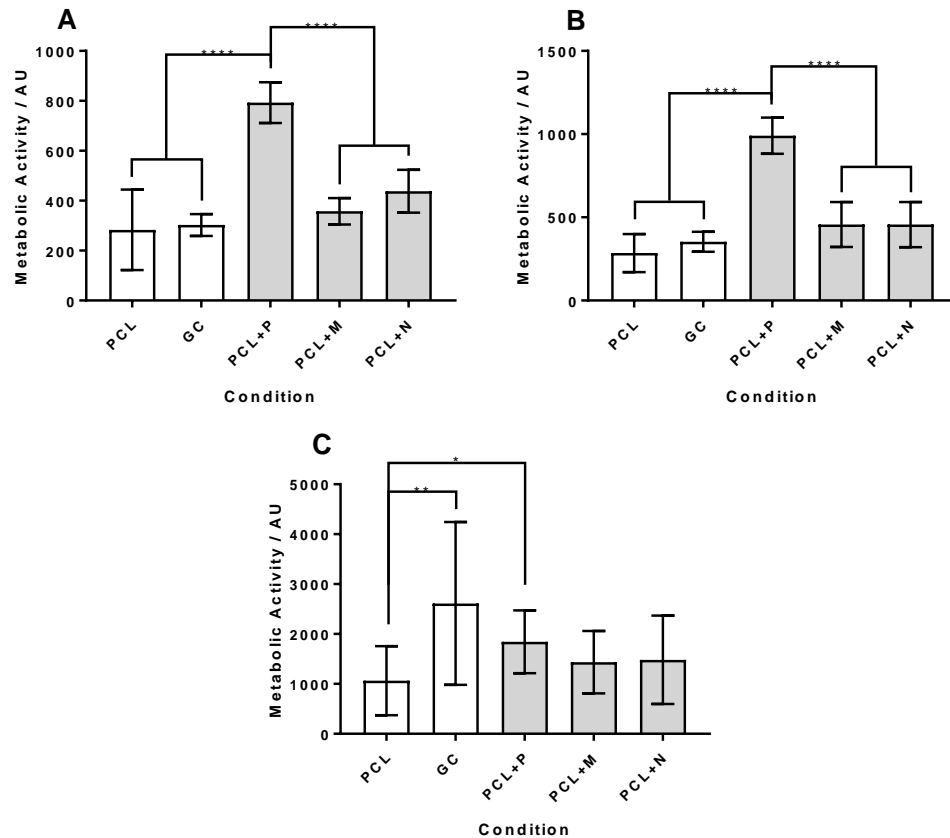 A
****
****
1000
800
600
400
200
0
Metabolic Activity / AU
PCL
GC
PCL+P
PCL+M
PCL+N
Condition
B
****
****
1500
1000
500
0
Metabolic Activity / AU
PCL
GC
PCL+P
PCL+M
PCL+N
Condition
C
*
**
5000
4000
3000
2000
1000
0
Metabolic Activity / AU
PCL
GC
PCL+P
PCL+M
PCL+N
Condition